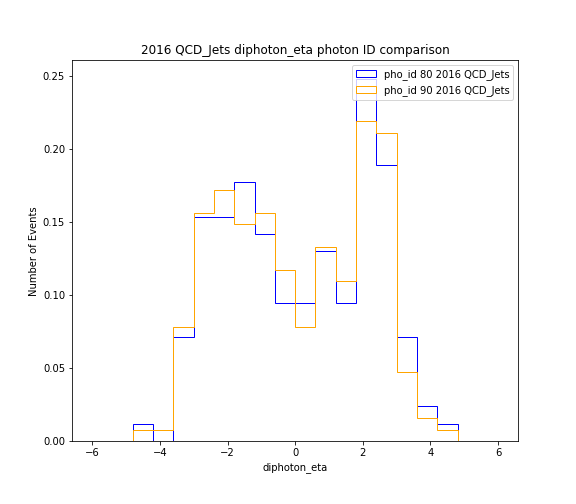 2016 QCD_Jets diphoton_eta photon ID comparison
pho_id 80 2016 QCD_Jets
pho_id 90 2016 QCD_Jets
Number of Events
0.25
0.20
0.15
0.10
0.05
0.00
−6 −4 −2 0 2 4 6
diphoton_eta